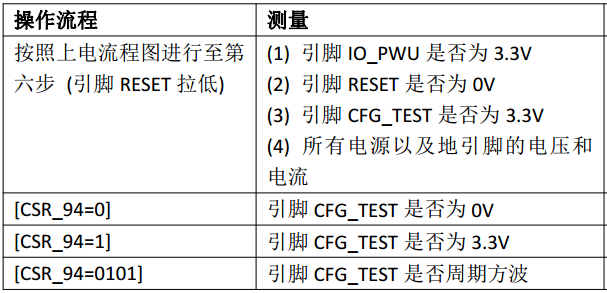 操作流程 测量
按照上电流程图进行至第
六步 (引脚 RESET 拉低)
(1) 引脚 IO_PWU 是否为 3.3V
(2) 引脚 RESET 是否为 0V
(3) 引脚 CFG_TEST 是否为 3.3V
(4) 所有电源以及地引脚的电压和
电流
[CSR_94=0] 引脚 CFG_TEST 是否为 0V
[CSR_94=1] 引脚 CFG_TEST 是否为 3.3V
[CSR_94=0101] 引脚 CFG_TEST 是否周期方波